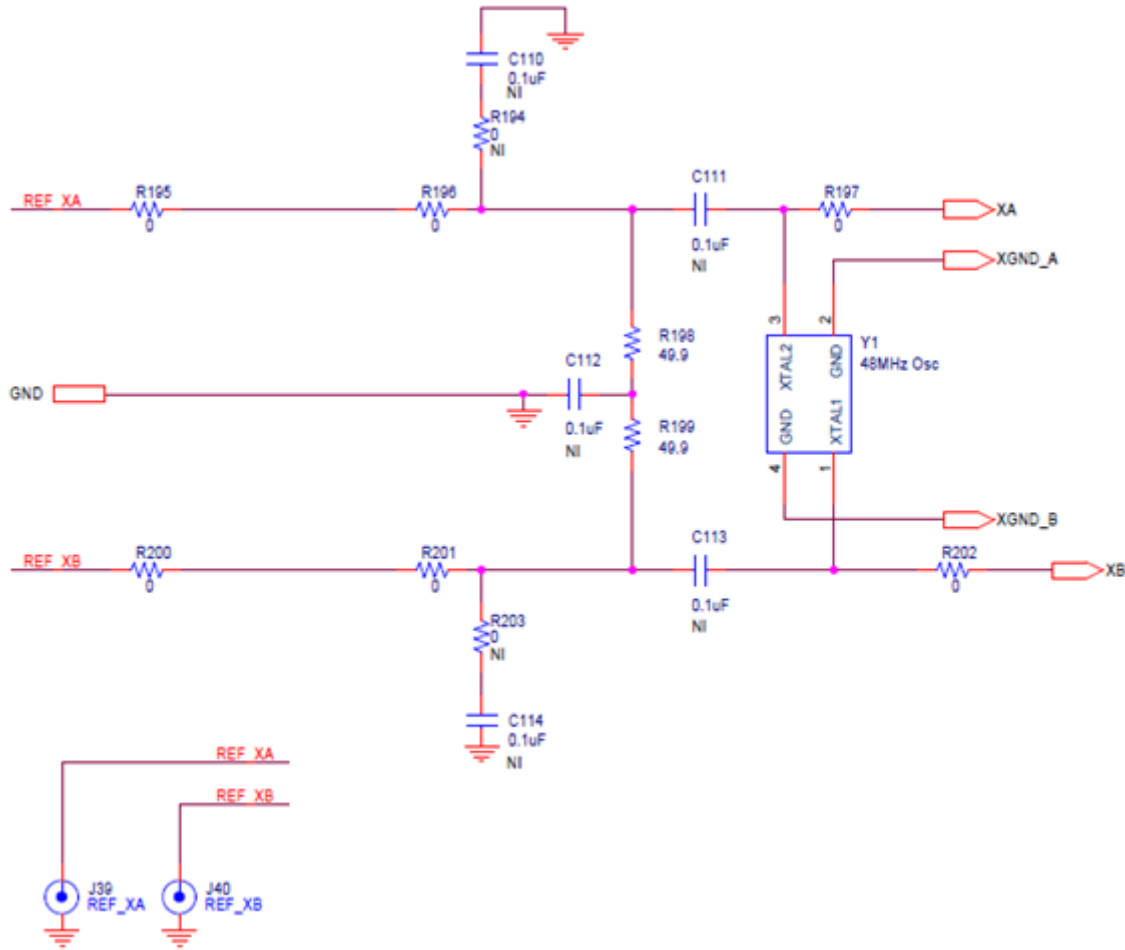 C110
0.1uF
NI
R194
0
NI
REF_XA
R195
0
R196
0
C111
0.1uF
NI
R197
0
XA
XGND_A
3
2
XTAL2
GND
GND
XTAL1
4
1
Y1
48MHz Osc
R198
49.9
GND
C112
0.1uF
NI
R199
49.9
XGND_B
REF_XB
R200
0
R201
0
C113
0.1uF
NI
R202
0
XB
R203
0
NI
C114
0.1uF
NI
REF_XA
REF_XB
J39
REF_XA
J40
REF_XB